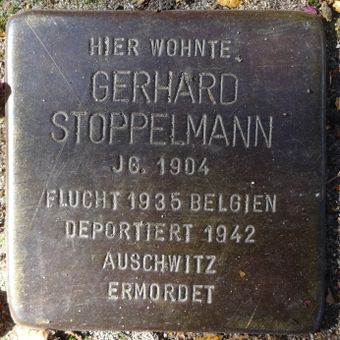 HIER WOHNTE
GERHARD
STOPPELMANN
JG. 1904
FLUCHT 1935 BELGIEN
DEPORTIERT 1942
AUSCHWITZ
ERMORDET